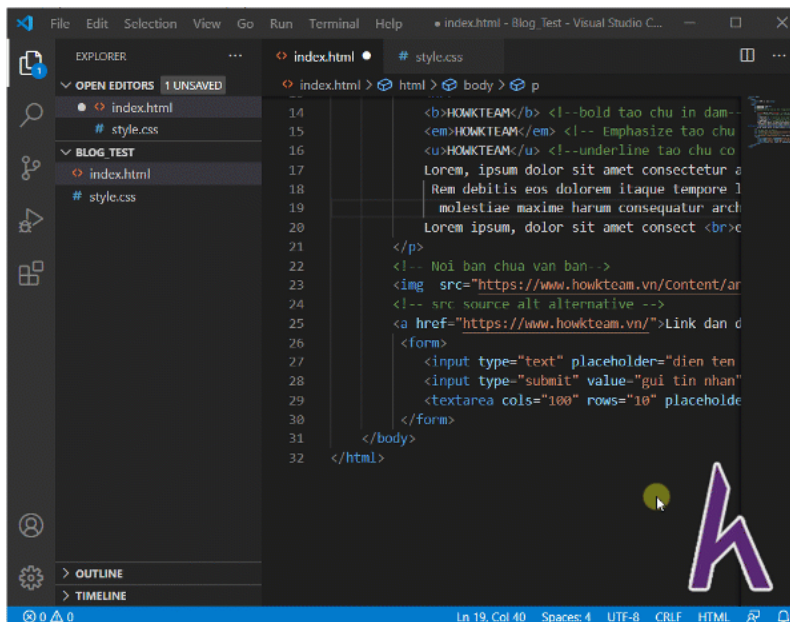 File Edit Selection View Go Run Terminal Help ● index.html - Blog_Test - Visual Studio C...
EXPLORER
index.html
# style.css
OPEN EDITORS 1 UNSAVED
index.html > html > body > p
index.html
# style.css
BLOG_TEST
index.html
# style.css
1
14 <b>HOWKTEAM</b> <!--bold tao chu in dam--
15 <em>HOWKTEAM</em> <!-- Emphasize tao chu
16 <u>HOWKTEAM</u> <!--underline tao chu co
17 Lorem, ipsum dolor sit amet consectetur a
18 Rem debitis eos dolorem itaque tempore l
19 molestiae maxime harum consequatur arch
20 Lorem ipsum, dolor sit amet consect <br>e
21 </p>
22 <!-- Noi ban chua van ban-->
23 <img src="https://www.howkteam.vn/Content/ar
24 <!-- src source alt alternative -->
25 <a href="https://www.howkteam.vn/">Link dan d
26 <form>
27 <input type="text" placeholder="dien ten
28 <input type="submit" value="gui tin nhan"
29 <textarea cols="100" rows="10" placeholde
30 </form>
31 </body>
32 </html>
h
OUTLINE
TIMELINE
0 0 Ln 19, Col 40 Spaces: 4 UTF-8 CRLF HTML